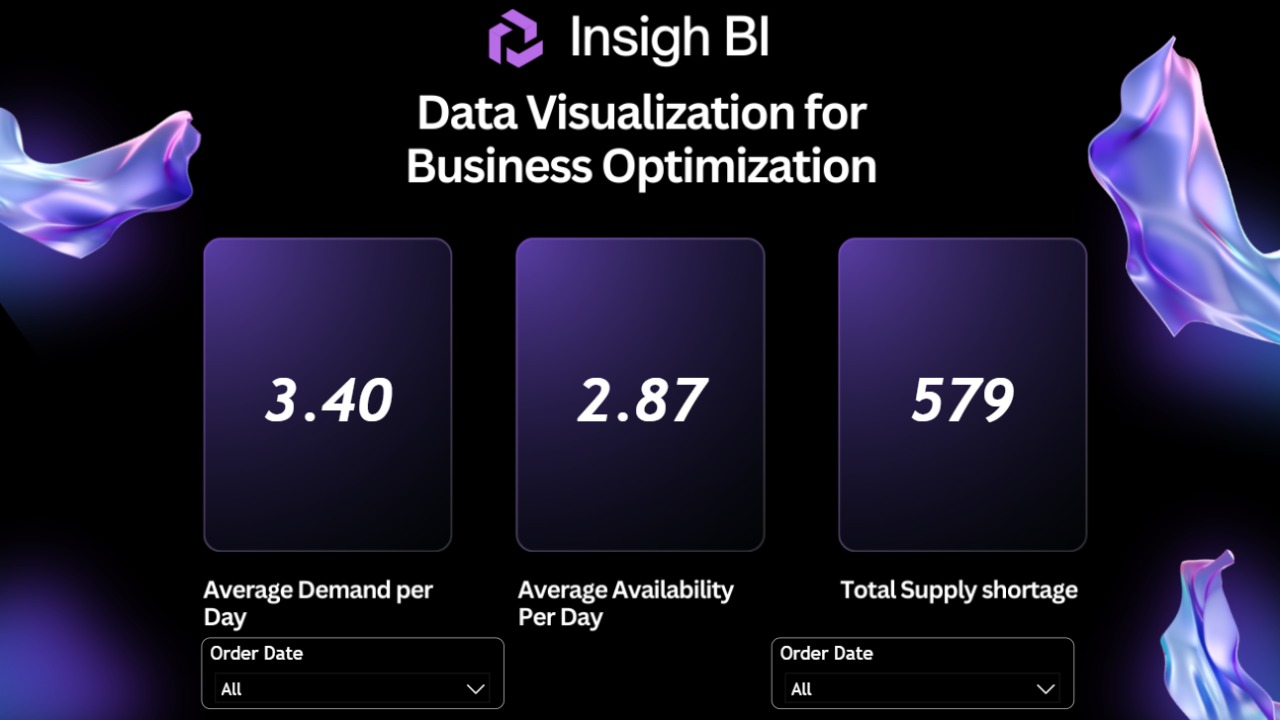 Insigh BI
Data Visualization for
Business Optimization
3.40
2.87
579
Average Demand per
Day
Average Availability
Per Day
Total Supply shortage
Order Date
All
Order Date
All